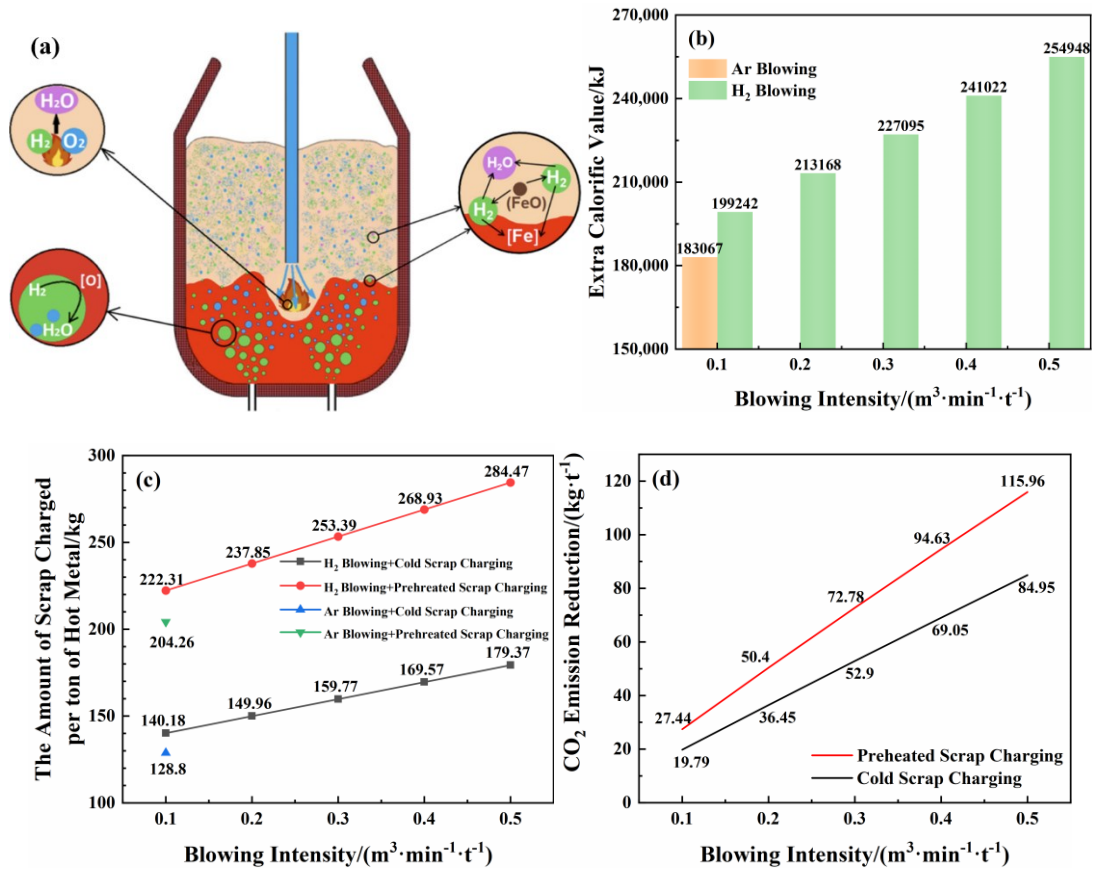 (a)
H₂O
H₂
O₂
H₂
[O]
H₂O
H₂O
H₂
(FeO)
H₂
[Fe]
(b)
Ar Blowing
H₂ Blowing
Extra Calorific Value/kJ
270,000
240,000
210,000
180,000
150,000
183067
199242
213168
227095
241022
254948
0.1 0.2 0.3 0.4 0.5
Blowing Intensity/(m³·min⁻¹·t⁻¹)
(c)
The Amount of Scrap Charged
per ton of Hot Metal/kg
300
250
200
150
100
222.31
237.85
253.39
268.93
284.47
H₂ Blowing+Cold Scrap Charging
H₂ Blowing+Prehreated Scrap Charging
Ar Blowing+Cold Scrap Charging
Ar Blowing+Prehreated Scrap Charging
204.26
140.18
149.96
159.77
169.57
179.37
128.8
0.1 0.2 0.3 0.4 0.5
Blowing Intensity/(m³·min⁻¹·t⁻¹)
(d)
CO₂ Emission Reduction/(kg·t⁻¹)
120
100
80
60
40
20
0
27.44
50.4
72.78
94.63
115.96
19.79
36.45
52.9
69.05
84.95
Preheated Scrap Charging
Cold Scrap Charging
0.1 0.2 0.3 0.4 0.5
Blowing Intensity/(m³·min⁻¹·t⁻¹)